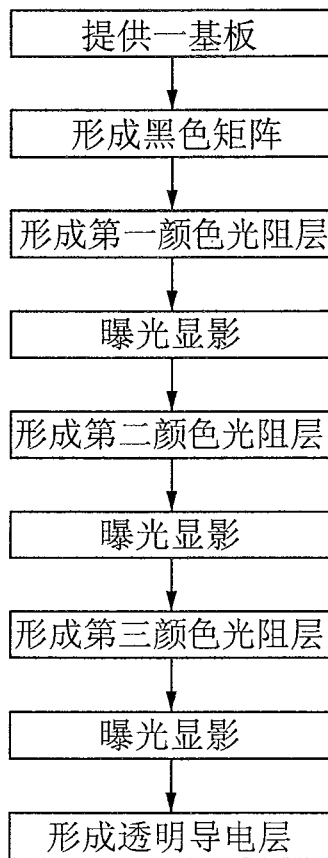 提供一基板
形成黑色矩阵
形成第一颜色光阻层
曝光显影
形成第二颜色光阻层
曝光显影
形成第三颜色光阻层
曝光显影
形成透明导电层